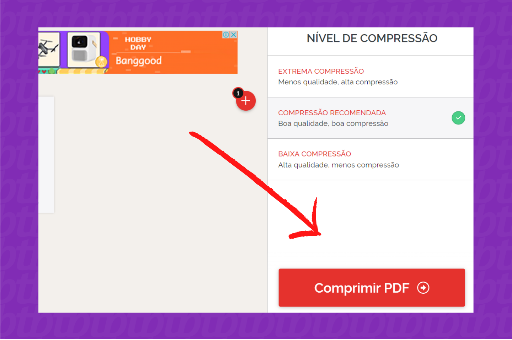 HOBBY
DAY
Banggood
1
NÍVEL DE COMPRESSÃO
EXTREMA COMPRESSÃO
Menos qualidade, alta compressão
COMPRESSÃO RECOMENDADA
Boa qualidade, boa compressão
BAIXA COMPRESSÃO
Alta qualidade, menos compressão
Comprimir PDF